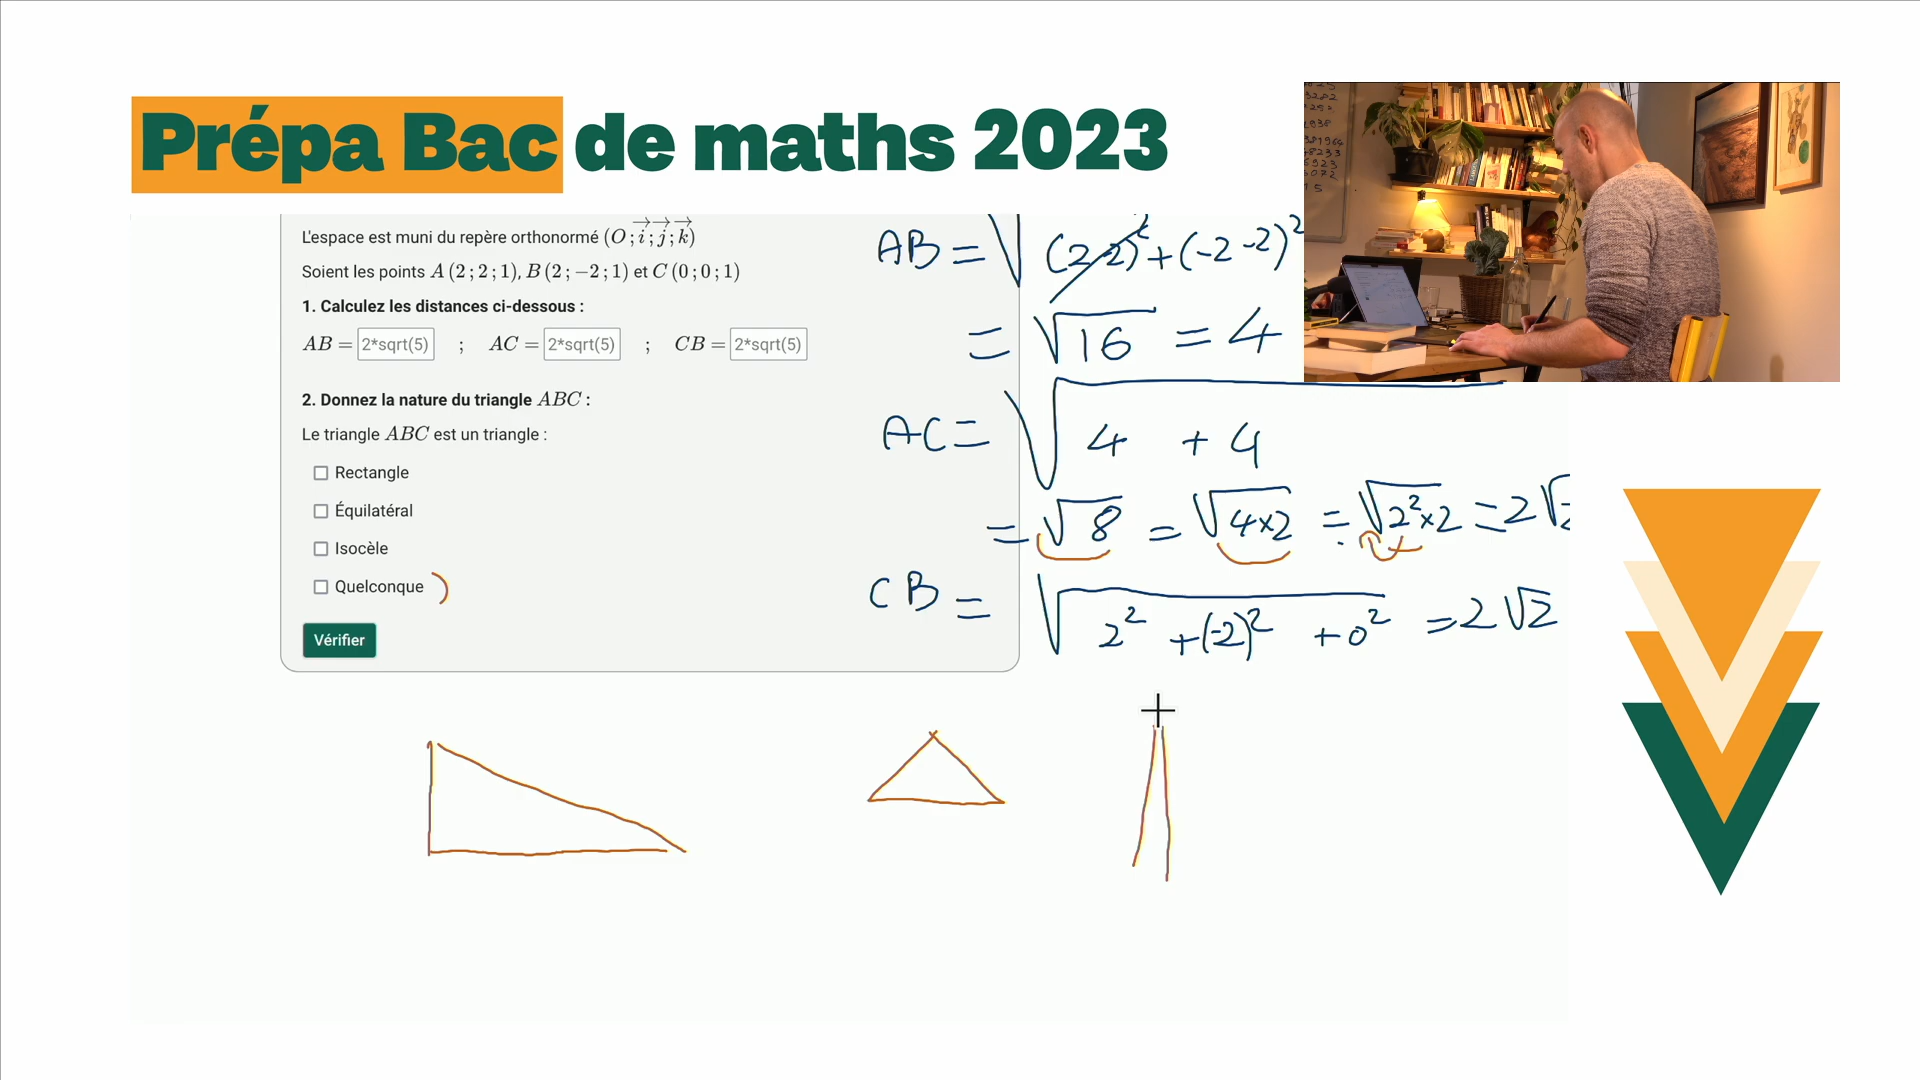 Prépa Bac de maths 2023
L'espace est muni du repère orthonormé (O ; i⃗ ; j⃗ ; k⃗)
Soient les points A (2 ; 2 ; 1), B (2 ; −2 ; 1) et C (0 ; 0 ; 1)
1. Calculez les distances ci-dessous :
AB = 2*sqrt(5) ; AC = 2*sqrt(5) ; CB = 2*sqrt(5)
2. Donnez la nature du triangle ABC :
Le triangle ABC est un triangle :
Rectangle
Équilatéral
Isocèle
Quelconque
Vérifier
AB = √(2-2)² + (-2-2)²
= √16 = 4
AC = √4 + 4
= √8 = √4×2 = √2²×2 = 2√2
CB = √2² + (-2)² + 0² = 2√2